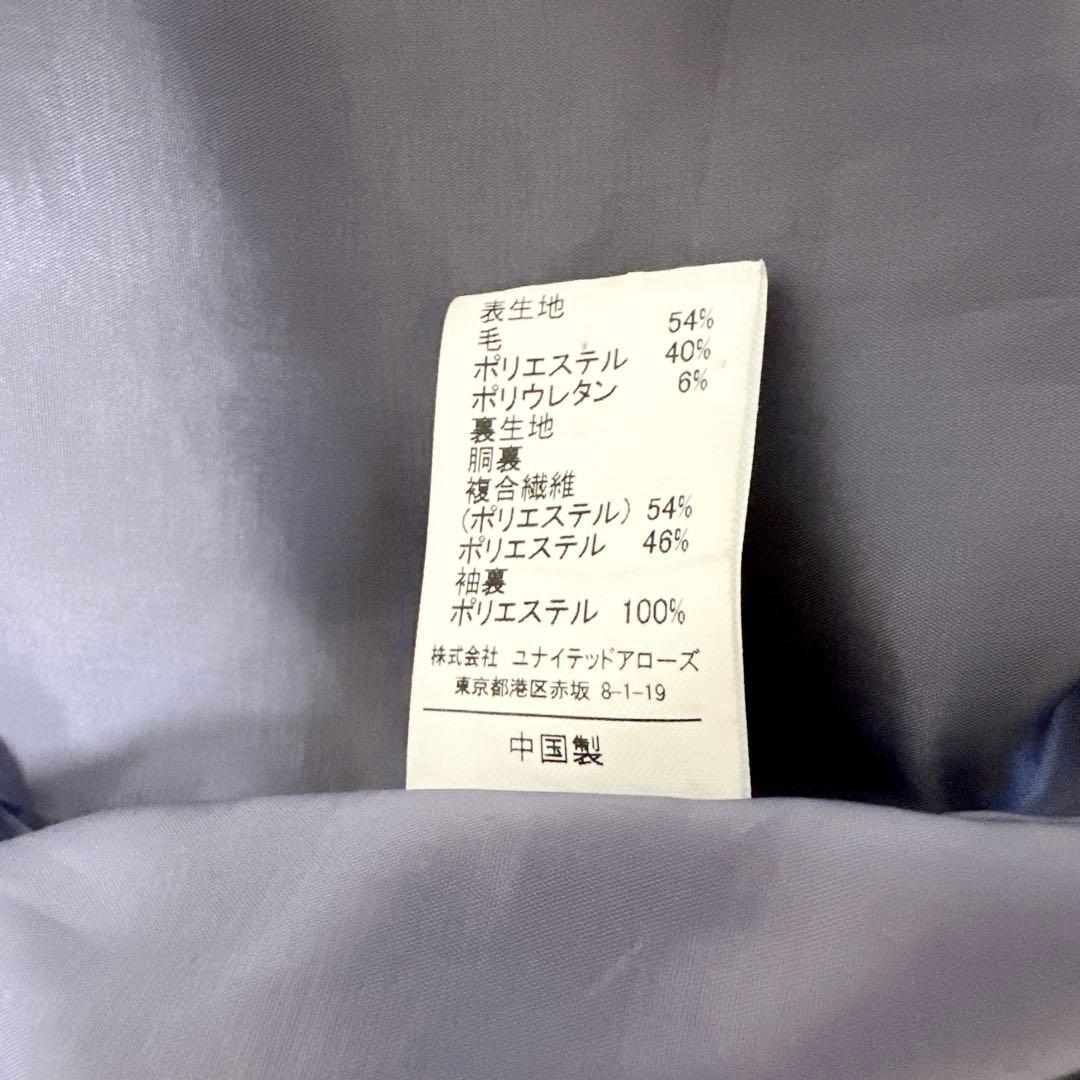 表生地
毛 54%
ポリエステル 40%
ポリウレタン 6%
裏生地
胴裏
複合繊維
(ポリエステル) 54%
ポリエステル 46%
袖裏
ポリエステル 100%
株式会社 ユナイテッドアローズ
東京都港区赤坂 8-1-19
中国製